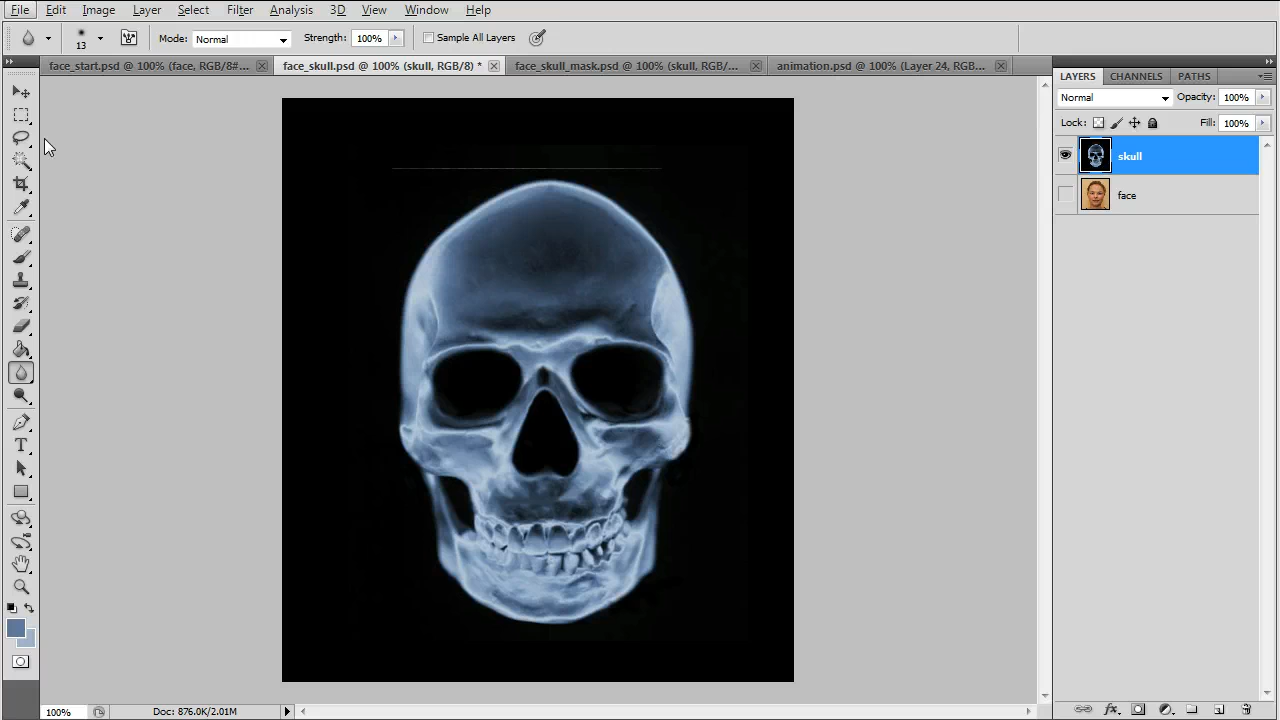 File Edit Image Layer Select Filter Analysis 3D View Window Help
13 Mode: Normal Strength: 100% Sample All Layers
face_start.psd @ 100% (face, RGB/8#... face_skull.psd @ 100% (skull, RGB/8) * face_skull_mask.psd @ 100% (skull, RGB/... animation.psd @ 100% (Layer 24, RGB...
LAYERS CHANNELS PATHS
Normal Opacity: 100%
Lock: Fill: 100%
skull
face
T
100% Doc: 876.0K/2.01M
fx